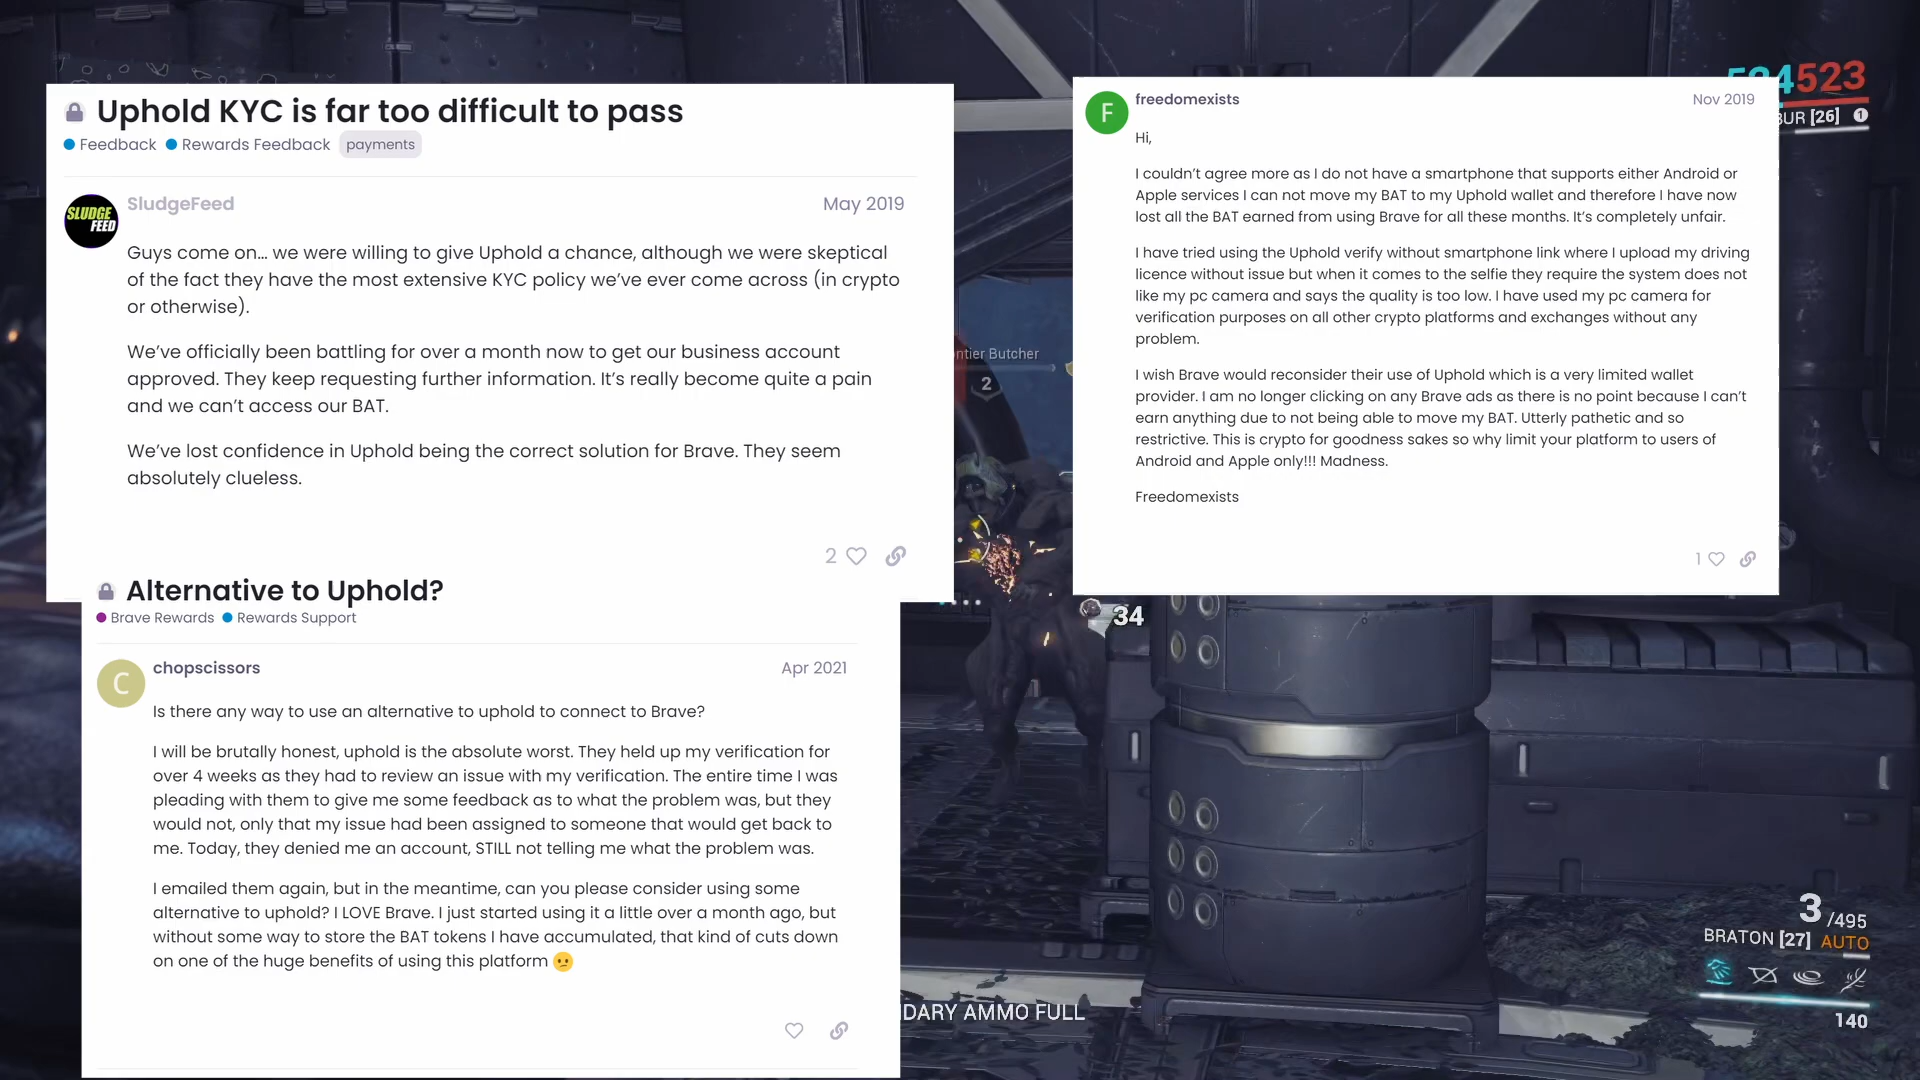 Uphold KYC is far too difficult to pass
Feedback Rewards Feedback payments
SLUDGE
FEED
SludgeFeed May 2019
Guys come on... we were willing to give Uphold a chance, although we were skeptical
of the fact they have the most extensive KYC policy we've ever come across (in crypto
or otherwise).
We've officially been battling for over a month now to get our business account
approved. They keep requesting further information. It's really become quite a pain
and we can't access our BAT.
We've lost confidence in Uphold being the correct solution for Brave. They seem
absolutely clueless.
2
Alternative to Uphold?
Brave Rewards Rewards Support
C
chopscissors Apr 2021
Is there any way to use an alternative to uphold to connect to Brave?
I will be brutally honest, uphold is the absolute worst. They held up my verification for
over 4 weeks as they had to review an issue with my verification. The entire time I was
pleading with them to give me some feedback as to what the problem was, but they
would not, only that my issue had been assigned to someone that would get back to
me. Today, they denied me an account, STILL not telling me what the problem was.
I emailed them again, but in the meantime, can you please consider using some
alternative to uphold? I LOVE Brave. I just started using it a little over a month ago, but
without some way to store the BAT tokens I have accumulated, that kind of cuts down
on one of the huge benefits of using this platform 😕
F
freedomexists Nov 2019
Hi,
I couldn't agree more as I do not have a smartphone that supports either Android or
Apple services I can not move my BAT to my Uphold wallet and therefore I have now
lost all the BAT earned from using Brave for all these months. It's completely unfair.
I have tried using the Uphold verify without smartphone link where I upload my driving
licence without issue but when it comes to the selfie they require the system does not
like my pc camera and says the quality is too low. I have used my pc camera for
verification purposes on all other crypto platforms and exchanges without any
problem.
I wish Brave would reconsider their use of Uphold which is a very limited wallet
provider. I am no longer clicking on any Brave ads as there is no point because I can't
earn anything due to not being able to move my BAT. Utterly pathetic and so
restrictive. This is crypto for goodness sakes so why limit your platform to users of
Android and Apple only!!! Madness.
Freedomexists
1
523
[26] 1
ntier Butcher
2
34
3 /495
BRATON [27] AUTO
140
DARY AMMO FULL